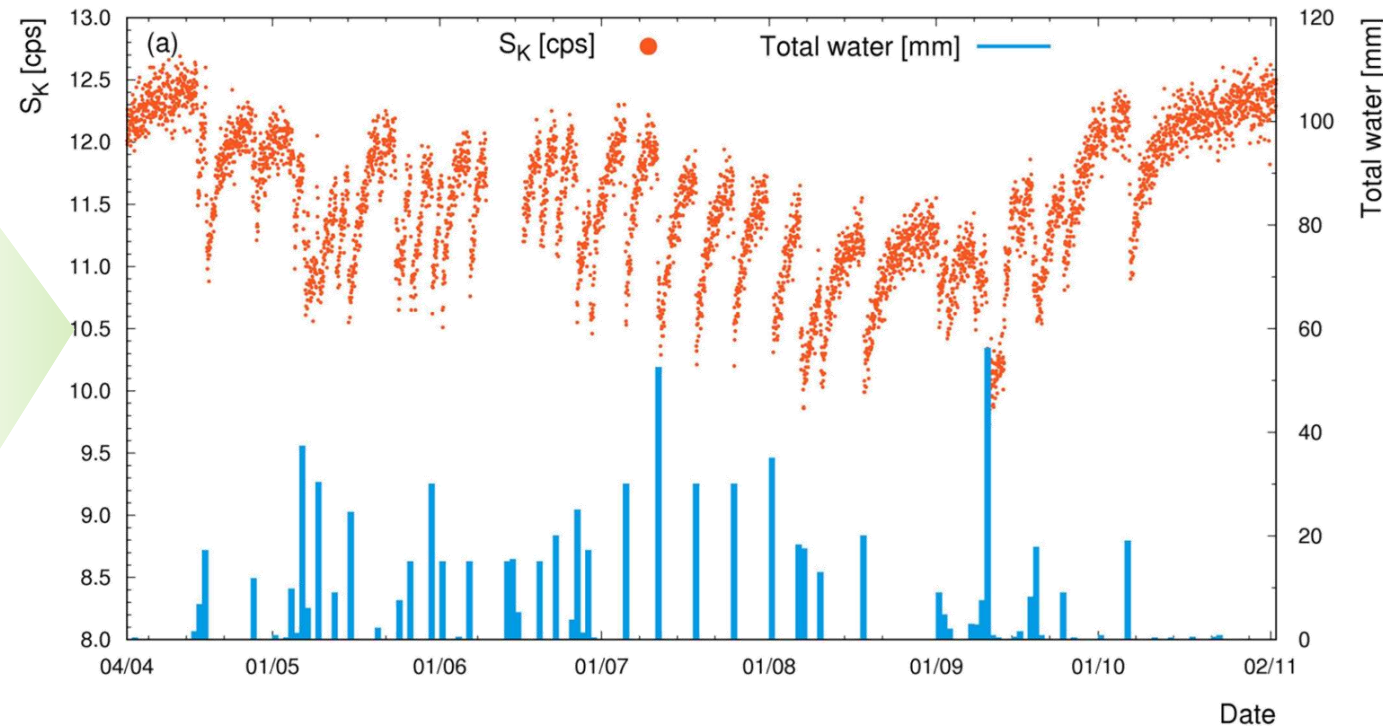 (a)
S_K [cps]
Total water [mm]
S_K [cps]
13.0
12.5
12.0
11.5
11.0
10.5
10.0
9.5
9.0
8.5
8.0
Total water [mm]
120
100
80
60
40
20
0
04/04 01/05 01/06 01/07 01/08 01/09 01/10 02/11
Date